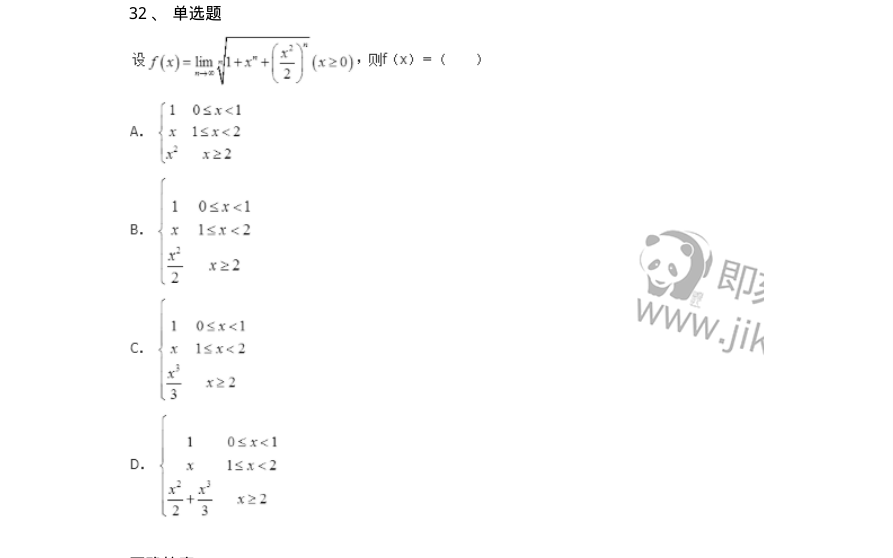 32 、 单选题
设 f(x) = lim n→∞ ⁿ√(1+xⁿ+(x²/2)ⁿ) (x≥0)，则f（x）=（　　）
A. { 1 0≤x<1
x 1≤x<2
x² x≥2
B. { 1 0≤x<1
x 1≤x<2
x²/2 x≥2
C. { 1 0≤x<1
x 1≤x<2
x³/3 x≥2
D. { 1 0≤x<1
x 1≤x<2
x²/2 + x³/3 x≥2
即
www.jik